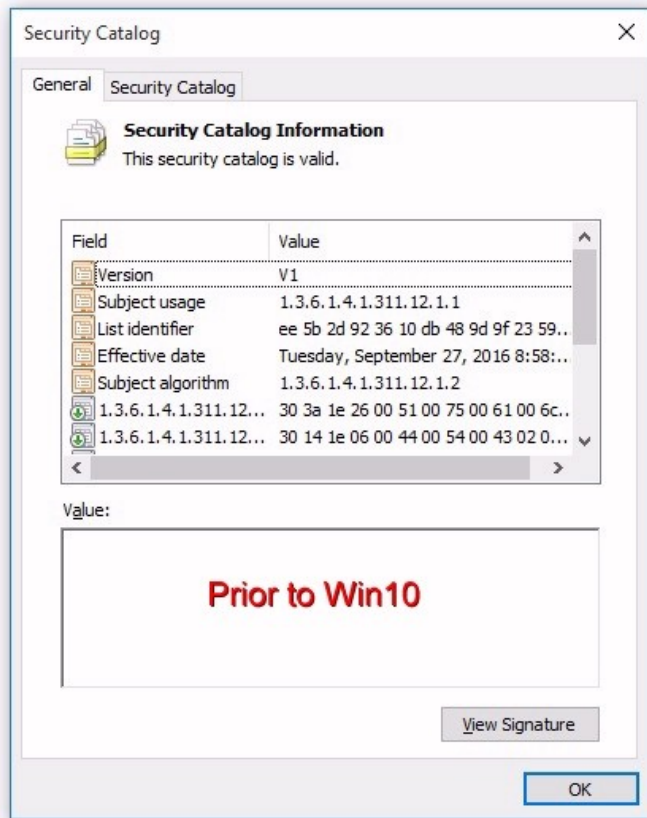 Security Catalog
General Security Catalog
Security Catalog Information
This security catalog is valid.
Field Value
Version V1
Subject usage 1.3.6.1.4.1.311.12.1.1
List identifier ee 5b 2d 92 36 10 db 48 9d 9f 23 59...
Effective date Tuesday, September 27, 2016 8:58:...
Subject algorithm 1.3.6.1.4.1.311.12.1.2
1.3.6.1.4.1.311.12... 30 3a 1e 26 00 51 00 75 00 61 00 6c...
1.3.6.1.4.1.311.12... 30 14 1e 06 00 44 00 54 00 43 02 0...
Value:
Prior to Win10
View Signature
OK